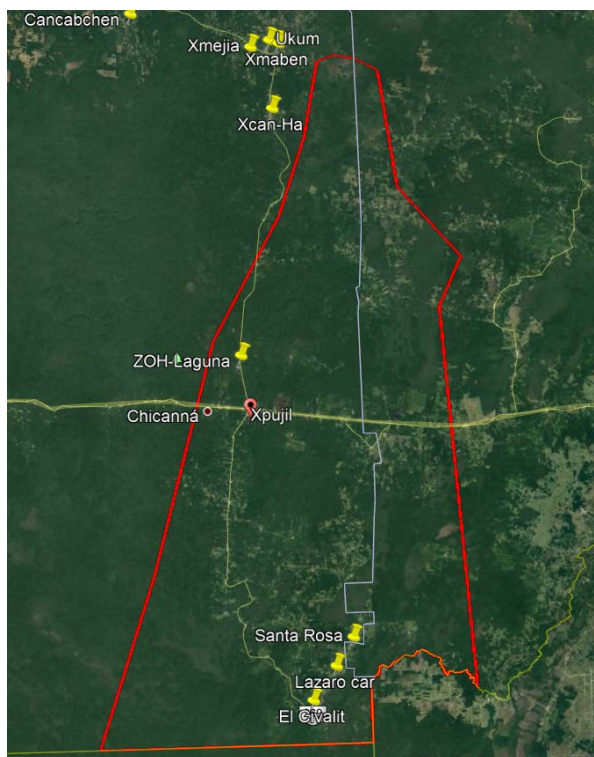 Cancabchen
Ukum
Xmejia
Xmaben
Xcan-Ha
ZOH-Laguna
Chicanná
Xpujil
Santa Rosa
Lazaro car